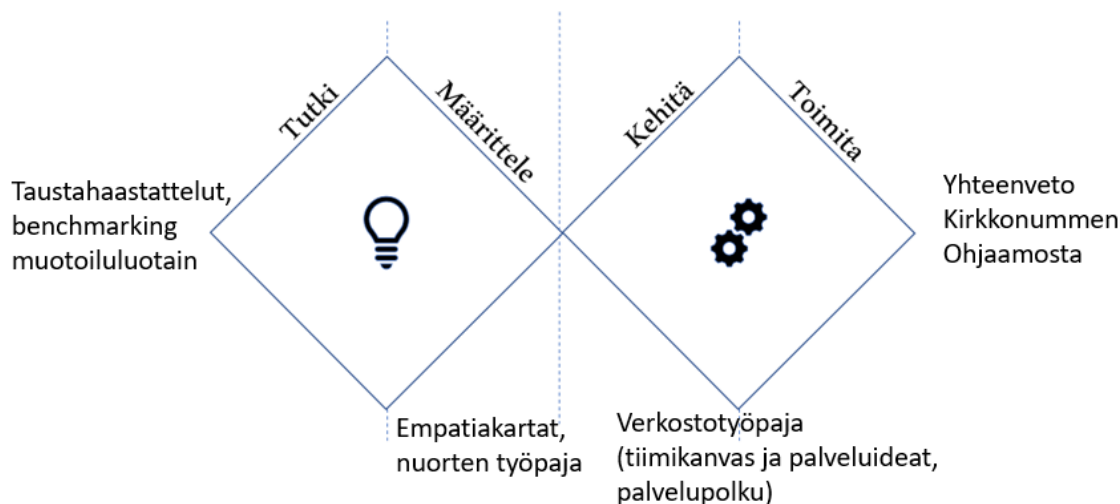 Tutki
Määrittele
Kehitä
Toimita
Taustahaastattelut,
benchmarking
muotoiluluotain
Yhteenveto
Kirkkonummen
Ohjaamosta
Empatiakartat,
nuorten työpaja
Verkostotyöpaja
(tiimikanvas ja palveluideat,
palvelupolku)